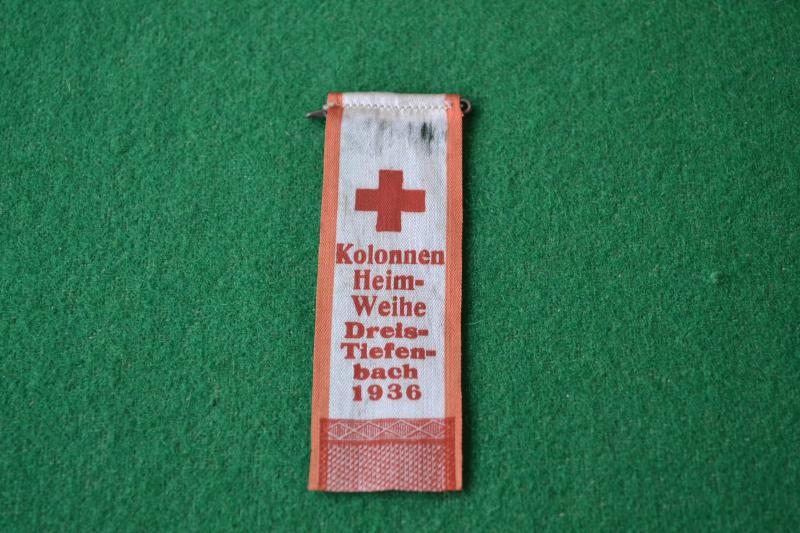 Kolonnen
Heim-
Weihe
Dreis-
Tiefen-
bach
1936